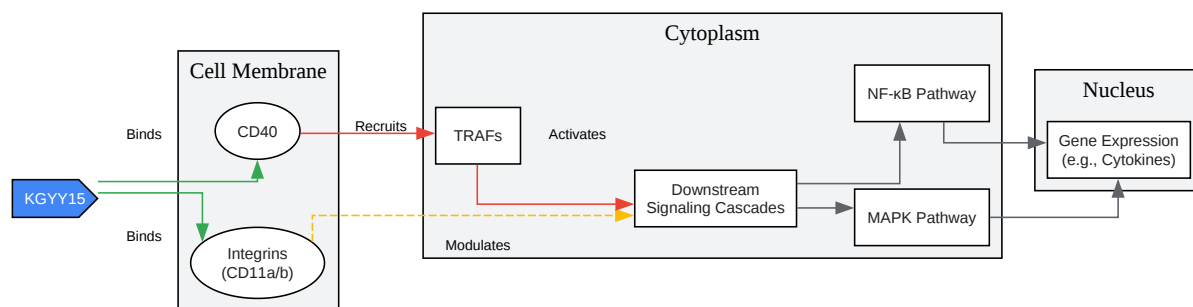 Cytoplasm
Cell Membrane
NF-κB Pathway
Nucleus
CD40
Binds
Recruits
TRAFs
Activates
Gene Expression
(e.g., Cytokines)
KGYY15
Downstream
Signaling Cascades
MAPK Pathway
Binds
Integrins
(CD11a/b)
Modulates